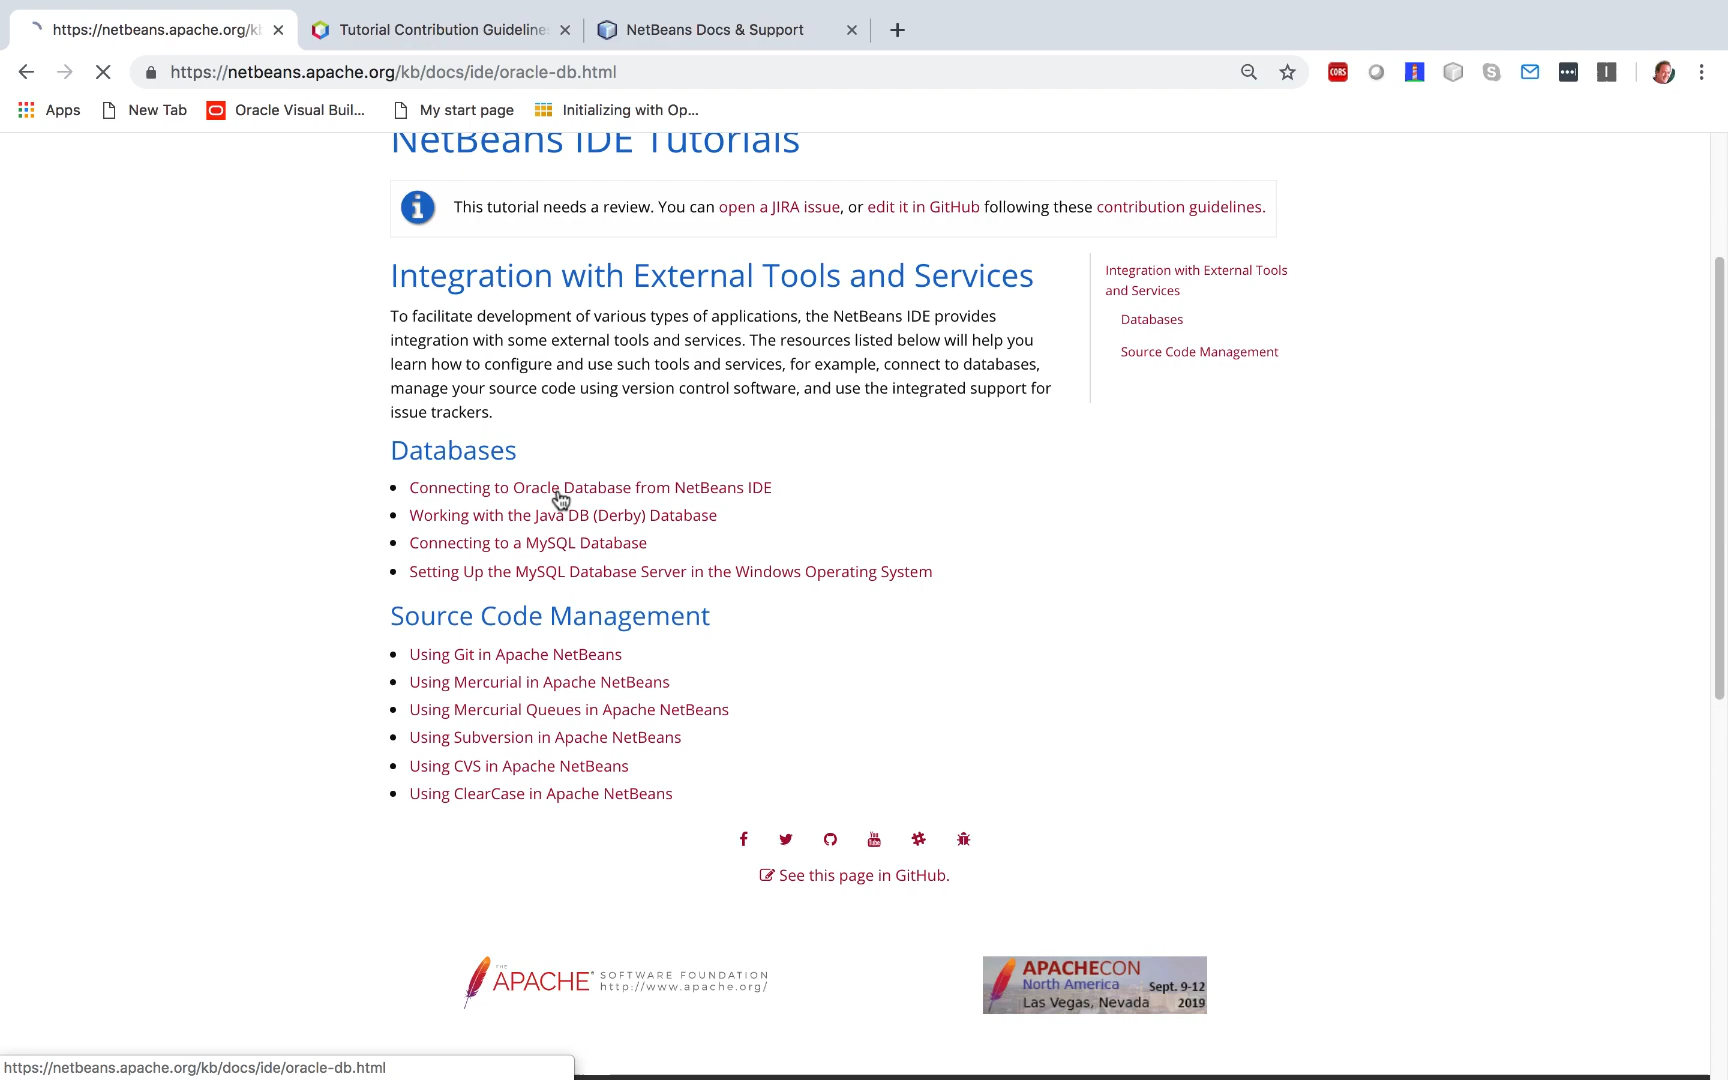 https://netbeans.apache.org/kb
Tutorial Contribution Guidelines
NetBeans Docs & Support
https://netbeans.apache.org/kb/docs/ide/oracle-db.html
CORS
Apps
New Tab
Oracle Visual Buil...
My start page
Initializing with Op...
NetBeans IDE Tutorials
This tutorial needs a review. You can open a JIRA issue, or edit it in GitHub following these contribution guidelines.
Integration with External Tools and Services
To facilitate development of various types of applications, the NetBeans IDE provides
integration with some external tools and services. The resources listed below will help you
learn how to configure and use such tools and services, for example, connect to databases,
manage your source code using version control software, and use the integrated support for
issue trackers.
Integration with External Tools
and Services
Databases
Source Code Management
Databases
Connecting to Oracle Database from NetBeans IDE
Working with the Java DB (Derby) Database
Connecting to a MySQL Database
Setting Up the MySQL Database Server in the Windows Operating System
Source Code Management
Using Git in Apache NetBeans
Using Mercurial in Apache NetBeans
Using Mercurial Queues in Apache NetBeans
Using Subversion in Apache NetBeans
Using CVS in Apache NetBeans
Using ClearCase in Apache NetBeans
See this page in GitHub.
THE APACHE® SOFTWARE FOUNDATION
http://www.apache.org/
APACHECON
North America
Las Vegas, Nevada
Sept. 9-12
2019
https://netbeans.apache.org/kb/docs/ide/oracle-db.html